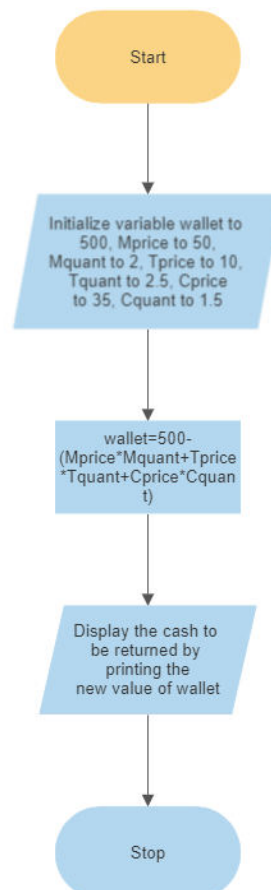 Start
Initialize variable wallet to
500, Mprice to 50,
Mquant to 2, Tprice to 10,
Tquant to 2.5, Cprice
to 35, Cquant to 1.5
wallet=500-
(Mprice*Mquant+Tprice
*Tquant+Cprice*Cquan
t)
Display the cash to
be returned by
printing the
new value of wallet
Stop